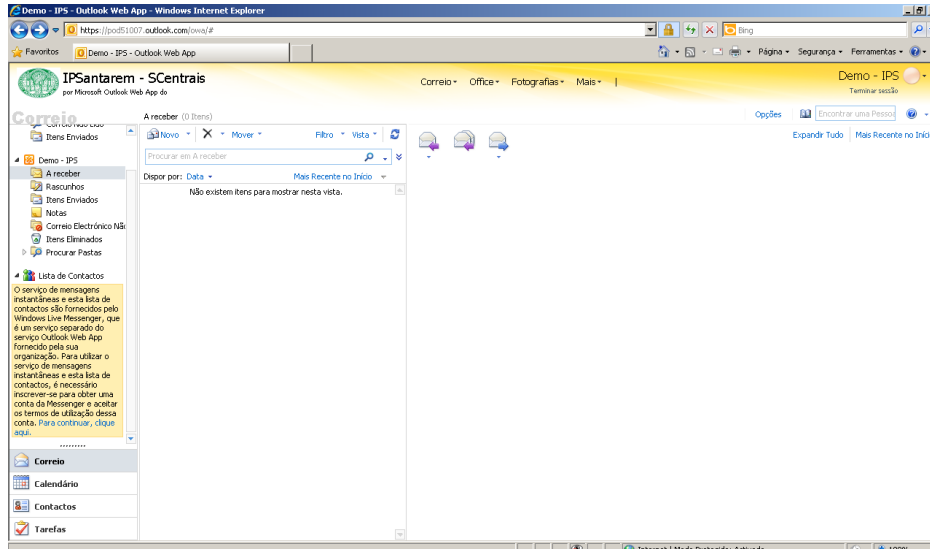 Demo - IPS - Outlook Web App - Windows Internet Explorer
https://pod51007.outlook.com/owa/#
Bing
Favoritos
Demo - IPS - Outlook Web App
Página
Segurança
Ferramentas
IPSantarem - SCentrais
por Microsoft Outlook Web App do
Correio
Office
Fotografias
Mais
Demo - IPS
Terminar sessão
Correio
A receber (0 Itens)
Opções
Encontrar uma Pessoa
Itens Enviados
Demo - IPS
A receber
Rascunhos
Itens Enviados
Notas
Correio Electrónico Nã
Itens Eliminados
Procurar Pastas
Lista de Contactos
O serviço de mensagens
instantâneas e esta lista de
contactos são fornecidos pelo
Windows Live Messenger, que
é um serviço separado do
serviço Outlook Web App
fornecido pela sua
organização. Para utilizar o
serviço de mensagens
instantâneas e esta lista de
contactos, é necessário
inscrever-se para obter uma
conta da Messenger e aceitar
os termos de utilização dessa
conta. Para continuar, clique
aqui.
Correio
Calendário
Contactos
Tarefas
Novo
Mover
Filtro
Vista
Procurar em A receber
Dispor por: Data
Mais Recente no Início
Não existem itens para mostrar nesta vista.
Expandir Tudo
Mais Recente no Iníci
Internet | Modo Protegido: Activado
100%